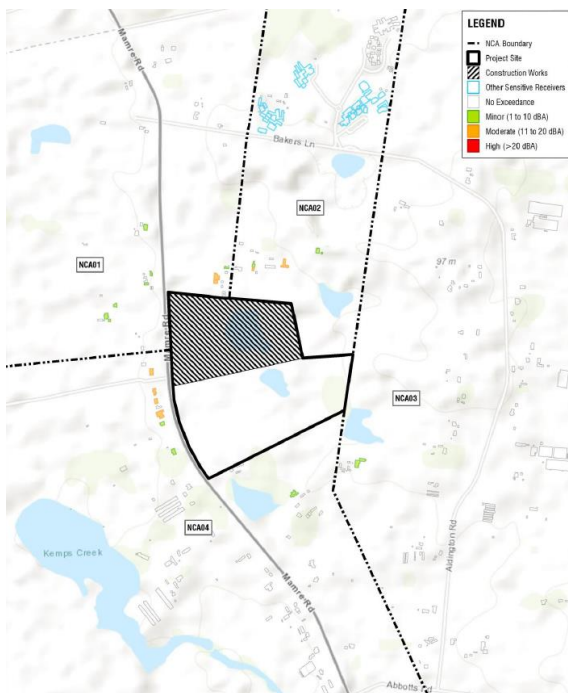 LEGEND
NCA Boundary
Project Site
Construction Works
Other Sensitive Receivers
No Exceedance
Minor (1 to 10 dBA)
Moderate (11 to 20 dBA)
High (>20 dBA)
Mamre Rd
Bakers Ln
NCA02
NCA01
97 m
Mamre Rd
NCA03
NCA04
Kemps Creek
Aldington Rd
Mamre Rd
Abbotts Rd